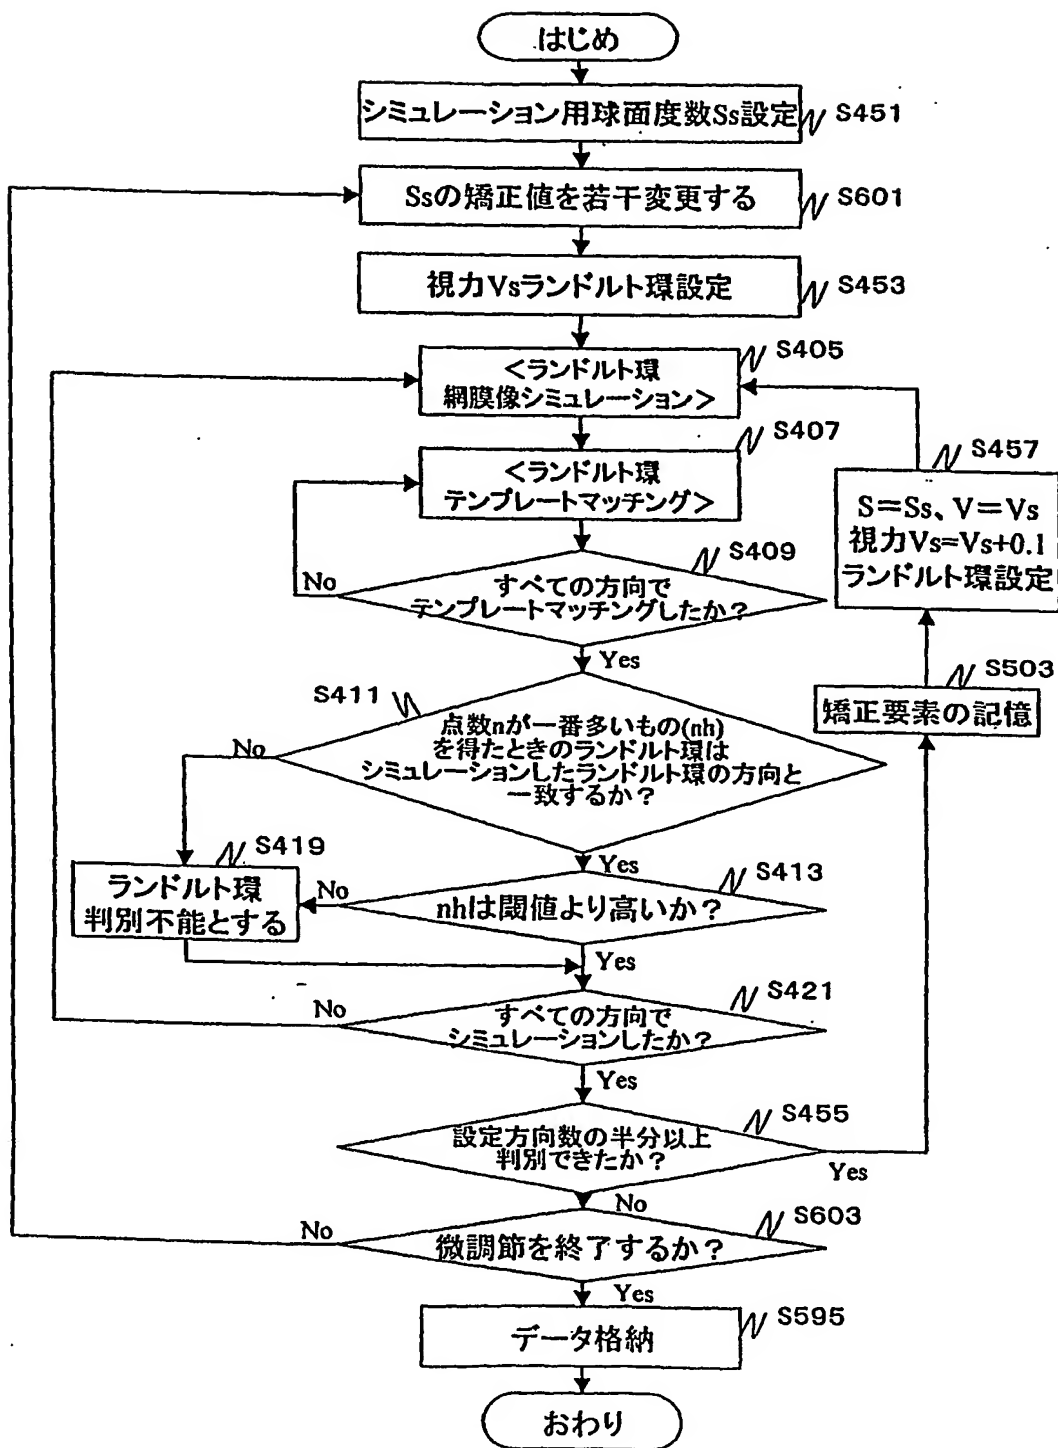 はじめ
シミュレーション用球面度数Ss設定
S451
Ssの矯正値を若干変更する
S601
視力Vsランドルト環設定
S453
<ランドルト環
網膜像シミュレーション>
S405
<ランドルト環
テンプレートマッチング>
S407
S457
S=Ss、V=Vs
視力Vs=Vs+0.1
ランドルト環設定
No
すべての方向で
テンプレートマッチングしたか?
S409
Yes
S503
矯正要素の記憶
S411
No
点数nが一番多いもの(nh)
を得たときのランドルト環は
シミュレーションしたランドルト環の方向と
一致するか?
Yes
S419
ランドルト環
判別不能とする
No
nhは閾値より高いか?
S413
Yes
No
すべての方向で
シミュレーションしたか?
S421
Yes
設定方向数の半分以上
判別できたか?
S455
Yes
No
No
微調節を終了するか?
S603
Yes
データ格納
S595
おわり